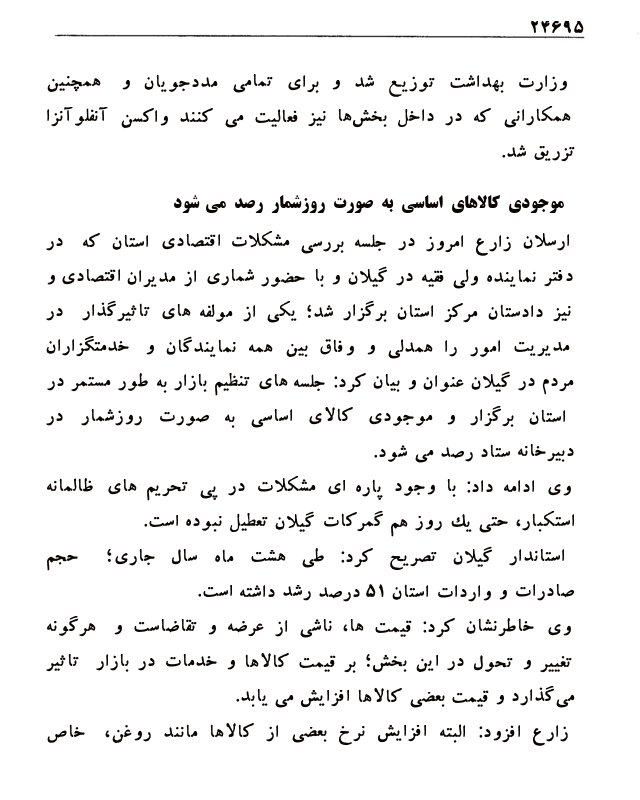 ۲۴۶۹۵
وزارت بهداشت توزیع شد و برای تمامی مددجویان و همچنین
همکارانی که در داخل بخش‌ها نیز فعالیت می کنند واکسن آنفلوآنزا
تزریق شد.
موجودی کالاهای اساسی به صورت روزشمار رصد می شود
ارسلان زارع امروز در جلسه بررسی مشکلات اقتصادی استان که در
دفتر نماینده ولی فقیه در گیلان و با حضور شماری از مدیران اقتصادی و
نیز دادستان مرکز استان برگزار شد؛ یکی از مولفه های تاثیرگذار در
مدیریت امور را همدلی و وفاق بین همه نمایندگان و خدمتگزاران
مردم در گیلان عنوان و بیان کرد: جلسه های تنظیم بازار به طور مستمر در
استان برگزار و موجودی کالای اساسی به صورت روزشمار در
دبیرخانه ستاد رصد می شود.
وی ادامه داد: با وجود پاره ای مشکلات در پی تحریم های ظالمانه
استکبار، حتی یك روز هم گمرکات گیلان تعطیل نبوده است.
استاندار گیلان تصریح کرد: طی هشت ماه سال جاری؛ حجم
صادرات و واردات استان ۵۱ درصد رشد داشته است.
وی خاطرنشان کرد: قیمت ها، ناشی از عرضه و تقاضاست و هرگونه
تغییر و تحول در این بخش؛ بر قیمت کالاها و خدمات در بازار تاثیر
می‌گذارد و قیمت بعضی کالاها افزایش می یابد.
زارع افزود: البته افزایش نرخ بعضی از کالاها مانند روغن، خاص